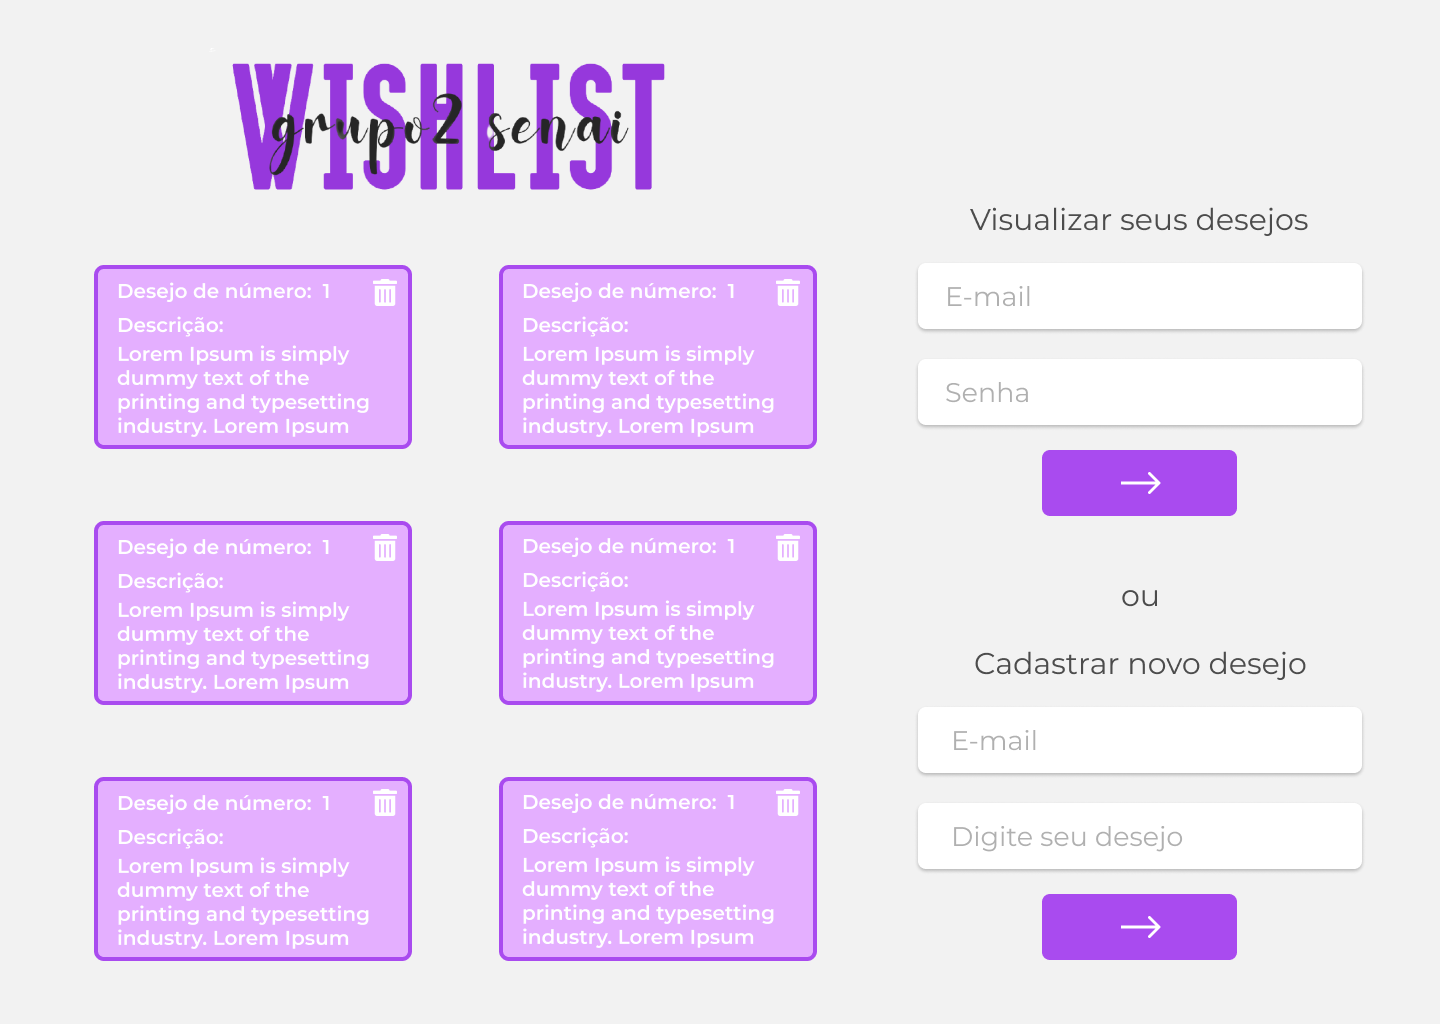 WISHLIST
grupo2 senai
Desejo de número: 1
Descrição:
Lorem Ipsum is simply
dummy text of the
printing and typesetting
industry. Lorem Ipsum
Desejo de número: 1
Descrição:
Lorem Ipsum is simply
dummy text of the
printing and typesetting
industry. Lorem Ipsum
Desejo de número: 1
Descrição:
Lorem Ipsum is simply
dummy text of the
printing and typesetting
industry. Lorem Ipsum
Desejo de número: 1
Descrição:
Lorem Ipsum is simply
dummy text of the
printing and typesetting
industry. Lorem Ipsum
Desejo de número: 1
Descrição:
Lorem Ipsum is simply
dummy text of the
printing and typesetting
industry. Lorem Ipsum
Desejo de número: 1
Descrição:
Lorem Ipsum is simply
dummy text of the
printing and typesetting
industry. Lorem Ipsum
Visualizar seus desejos
E-mail
Senha
ou
Cadastrar novo desejo
E-mail
Digite seu desejo